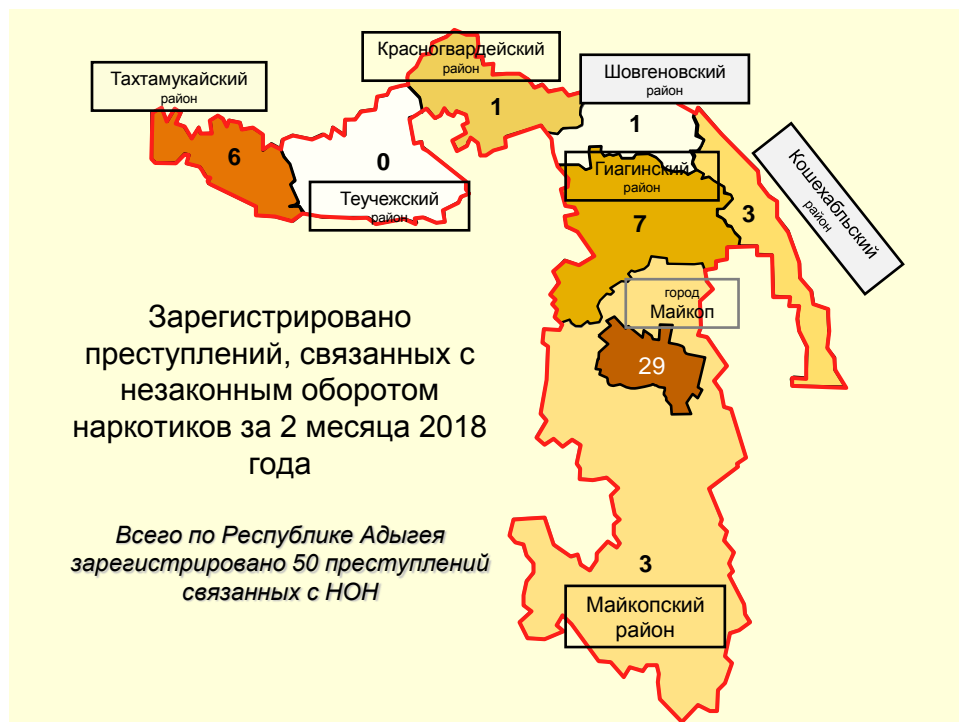 Красногвардейский
район
Тахтамукайский
район
Шовгеновский
район
1
1
6
0
Гиагинский
район
Теучежский
район
Кошехабльский
район
3
7
город
Майкоп
29
Зарегистрировано
преступлений, связанных с
незаконным оборотом
наркотиков за 2 месяца 2018
года
Всего по Республике Адыгея
зарегистрировано 50 преступлений
связанных с НОН
3
Майкопский
район